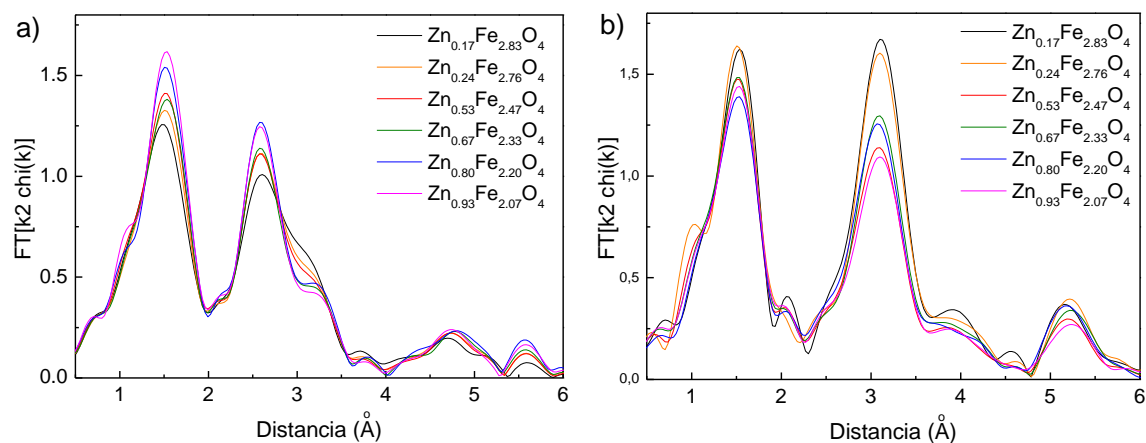 a)
Zn0.17Fe2.83O4
Zn0.24Fe2.76O4
Zn0.53Fe2.47O4
Zn0.67Fe2.33O4
Zn0.80Fe2.20O4
Zn0.93Fe2.07O4
FT[k2 chi(k)]
1.5
1.0
0.5
0,0
1 2 3 4 5 6
Distancia (Å)
b)
Zn0.17Fe2.83O4
Zn0.24Fe2.76O4
Zn0.53Fe2.47O4
Zn0.67Fe2.33O4
Zn0.80Fe2.20O4
Zn0.93Fe2.07O4
FT[k2 chi(k)]
1.5
1.0
0.5
0,0
1 2 3 4 5 6
Distancia (Å)